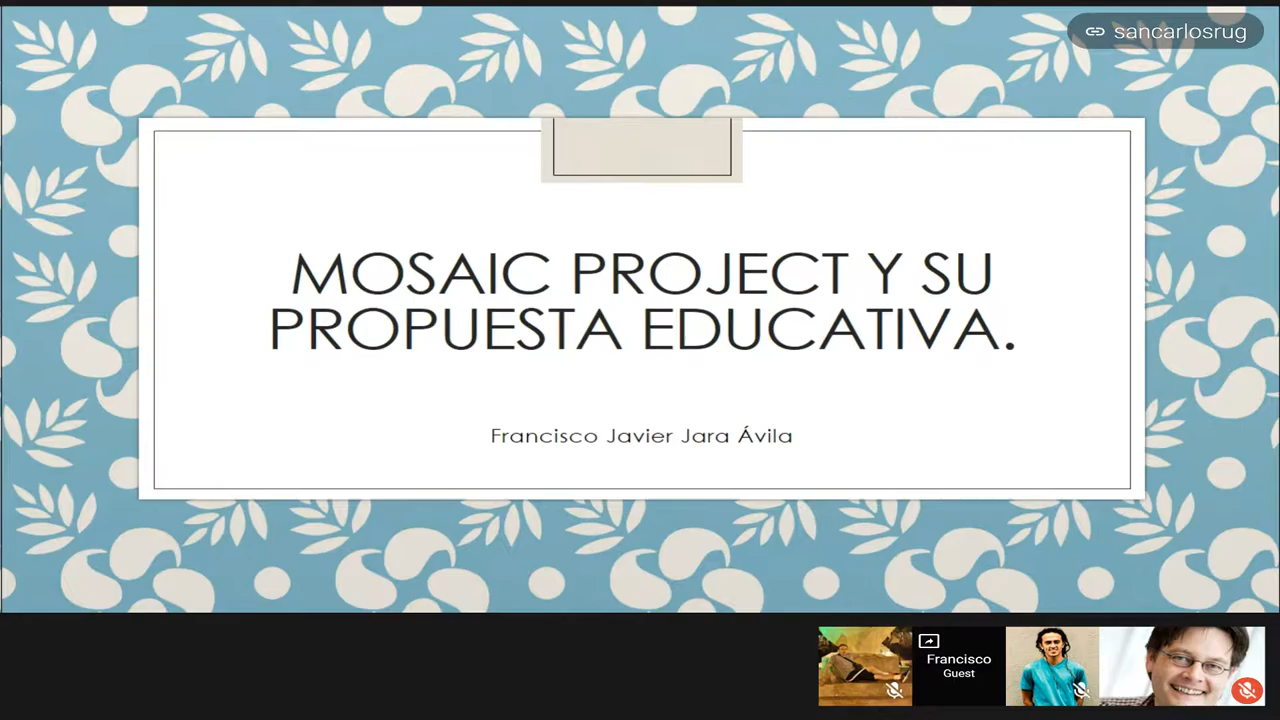 sancarlosrug
MOSAIC PROJECT Y SU
PROPUESTA EDUCATIVA.
Francisco Javier Jara Ávila
Francisco
Guest